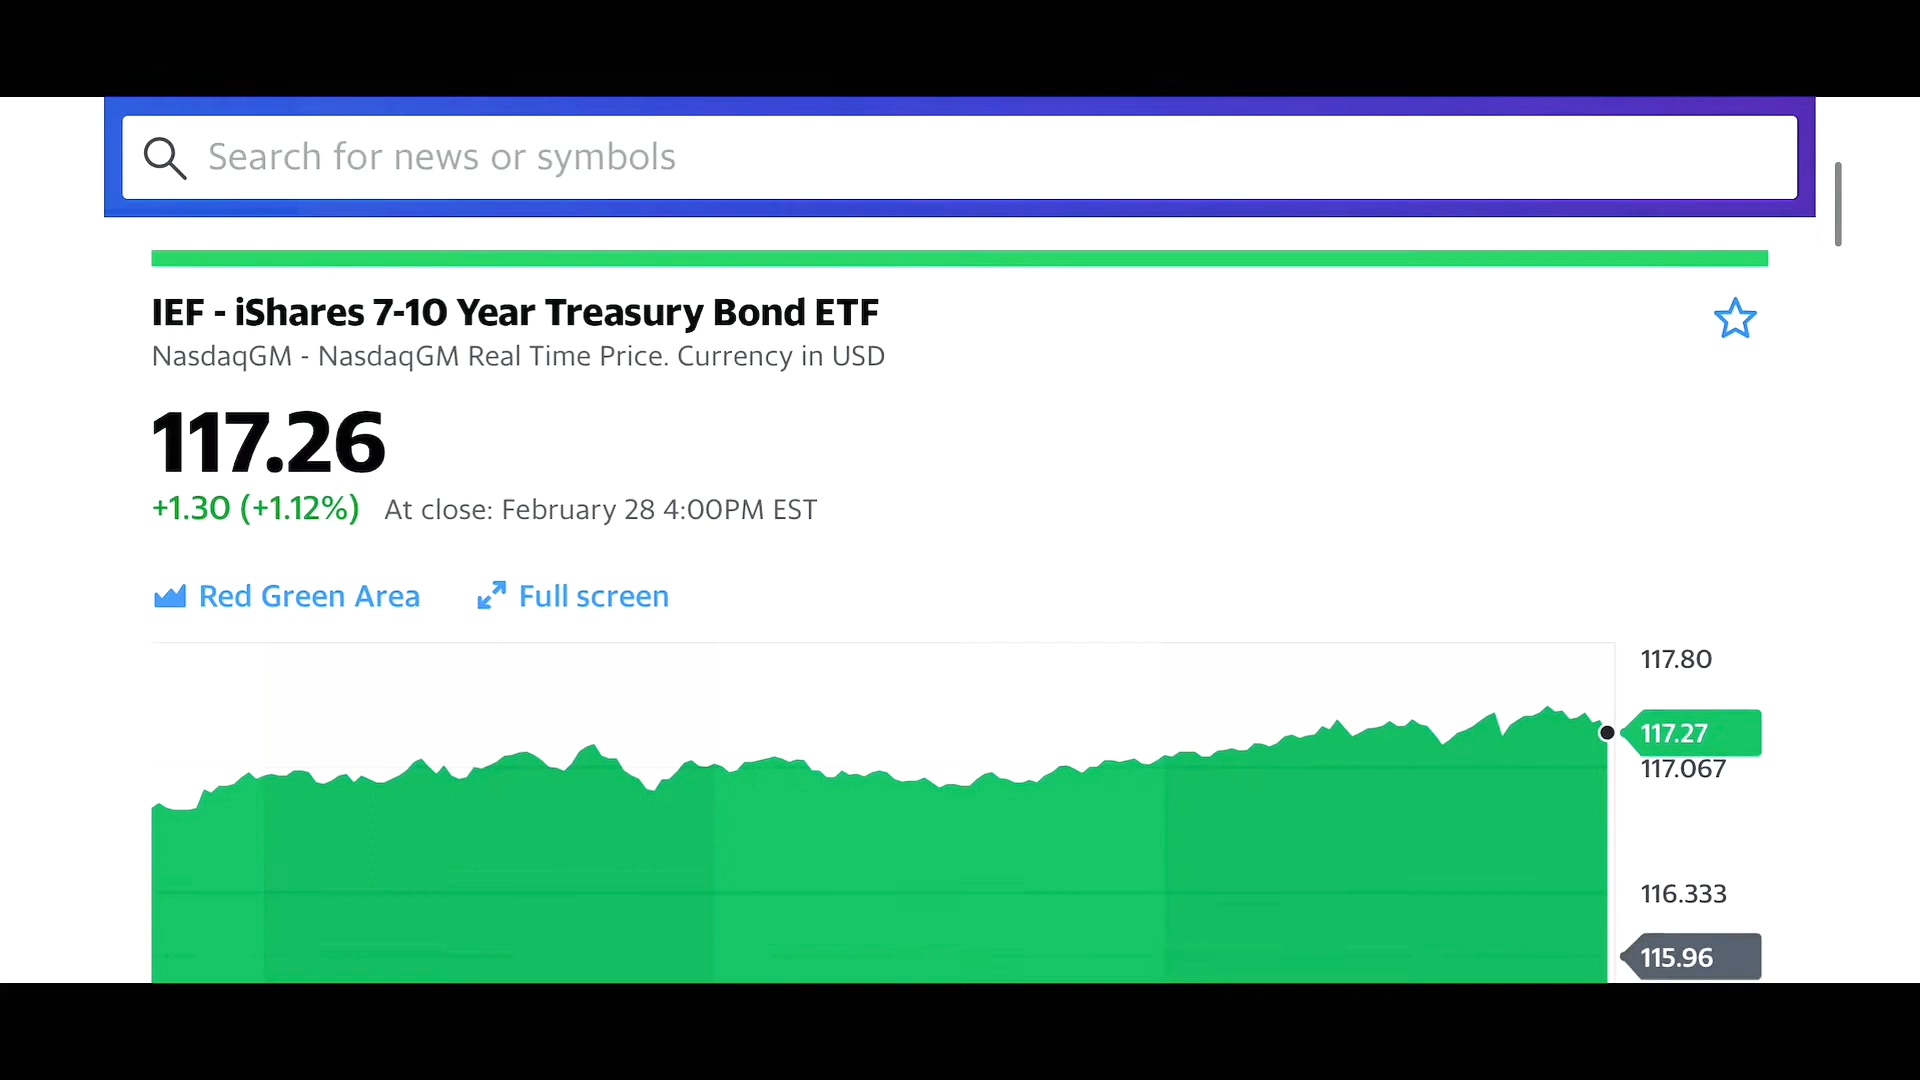 Search for news or symbols
IEF - iShares 7-10 Year Treasury Bond ETF
NasdaqGM - NasdaqGM Real Time Price. Currency in USD
117.26
+1.30 (+1.12%) At close: February 28 4:00PM EST
Red Green Area Full screen
117.80
117.27
117.067
116.333
115.96